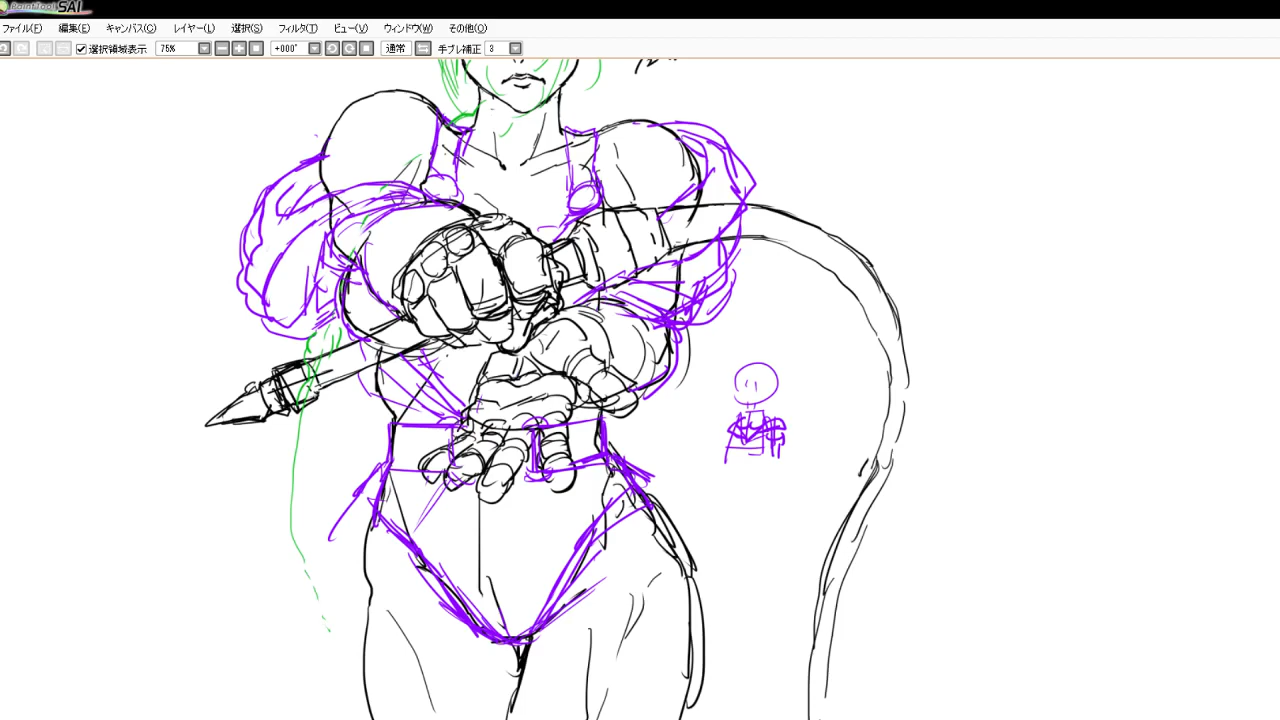 PaintTool SAI
ファイル(F) 編集(E) キャンバス(C) レイヤー(L) 選択(S) フィルタ(T) ビュー(V) ウィンドウ(W) その他(O)
選択領域表示 75% +000° 通常 手ブレ補正 3